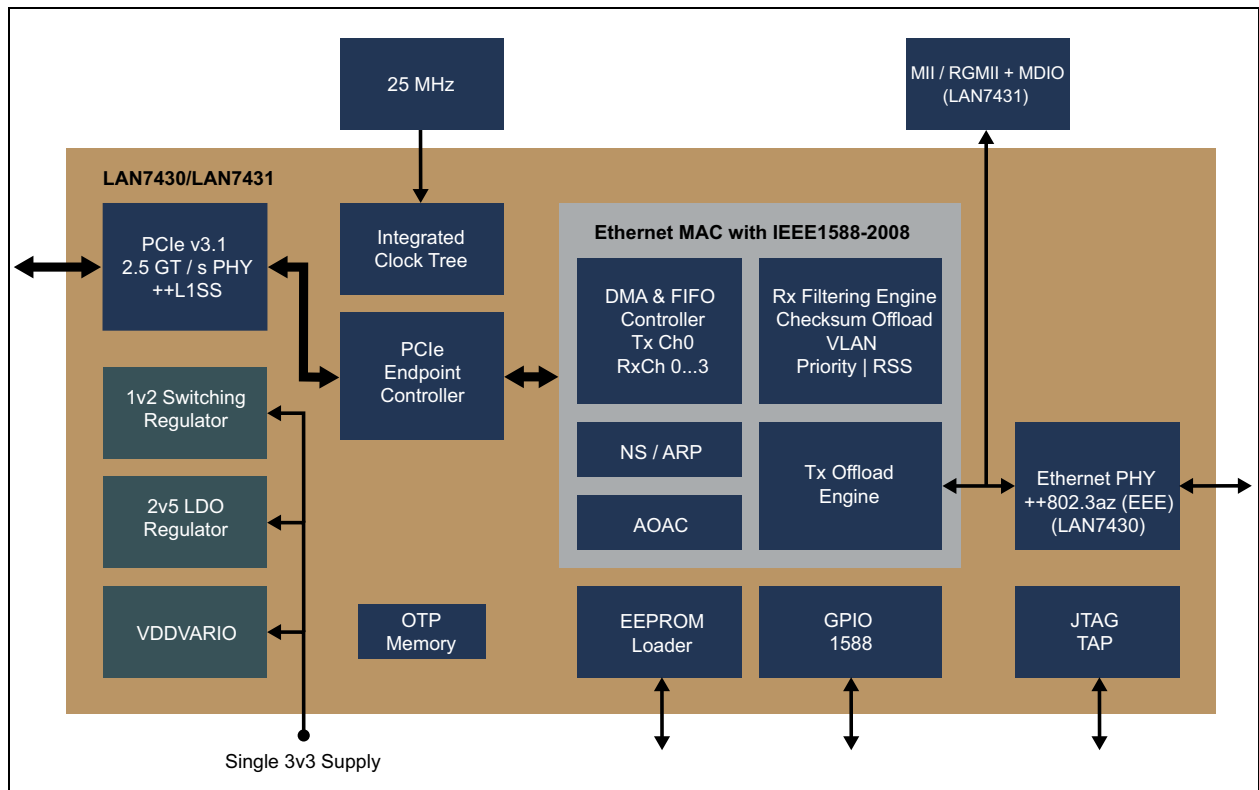 25 MHz
MII / RGMII + MDIO
(LAN7431)
LAN7430/LAN7431
PCIe v3.1
2.5 GT / s PHY
++L1SS
Integrated
Clock Tree
PCIe
Endpoint
Controller
Ethernet MAC with IEEE1588-2008
DMA & FIFO
Controller
Tx Ch0
RxCh 0...3
Rx Filtering Engine
Checksum Offload
VLAN
Priority | RSS
NS / ARP
AOAC
Tx Offload
Engine
Ethernet PHY
++802.3az (EEE)
(LAN7430)
1v2 Switching
Regulator
2v5 LDO
Regulator
VDDVARIO
OTP
Memory
EEPROM
Loader
GPIO
1588
JTAG
TAP
Single 3v3 Supply